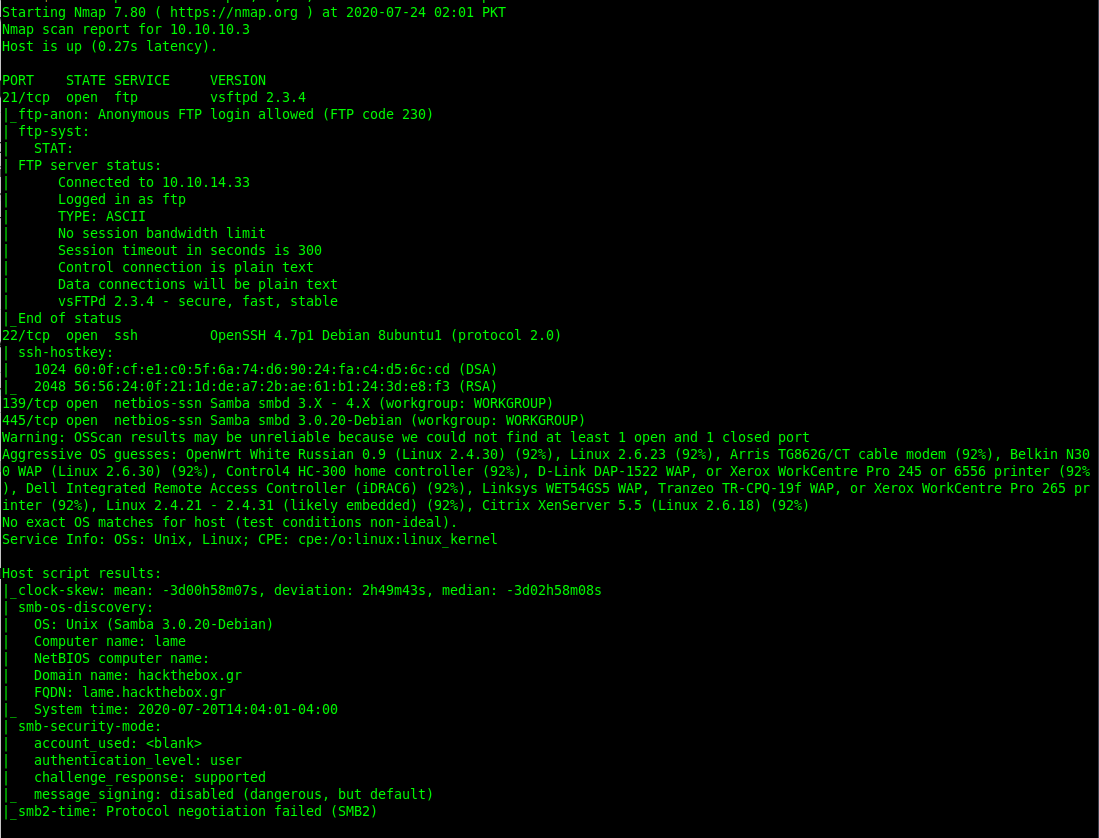 Starting Nmap 7.80 ( https://nmap.org ) at 2020-07-24 02:01 PKT
Nmap scan report for 10.10.10.3
Host is up (0.27s latency).

PORT    STATE SERVICE     VERSION
21/tcp  open  ftp         vsftpd 2.3.4
|_ftp-anon: Anonymous FTP login allowed (FTP code 230)
| ftp-syst:
|   STAT:
| FTP server status:
|      Connected to 10.10.14.33
|      Logged in as ftp
|      TYPE: ASCII
|      No session bandwidth limit
|      Session timeout in seconds is 300
|      Control connection is plain text
|      Data connections will be plain text
|      vsFTPd 2.3.4 - secure, fast, stable
|_End of status
22/tcp  open  ssh         OpenSSH 4.7p1 Debian 8ubuntu1 (protocol 2.0)
| ssh-hostkey:
|   1024 60:0f:cf:e1:c0:5f:6a:74:d6:90:24:fa:c4:d5:6c:cd (DSA)
|_  2048 56:56:24:0f:21:1d:de:a7:2b:ae:61:b1:24:3d:e8:f3 (RSA)
139/tcp open  netbios-ssn Samba smbd 3.X - 4.X (workgroup: WORKGROUP)
445/tcp open  netbios-ssn Samba smbd 3.0.20-Debian (workgroup: WORKGROUP)
Warning: OSScan results may be unreliable because we could not find at least 1 open and 1 closed port
Aggressive OS guesses: OpenWrt White Russian 0.9 (Linux 2.4.30) (92%), Linux 2.6.23 (92%), Arris TG862G/CT cable modem (92%), Belkin N30
0 WAP (Linux 2.6.30) (92%), Control4 HC-300 home controller (92%), D-Link DAP-1522 WAP, or Xerox WorkCentre Pro 245 or 6556 printer (92%
), Dell Integrated Remote Access Controller (iDRAC6) (92%), Linksys WET54GS5 WAP, Tranzeo TR-CPQ-19f WAP, or Xerox WorkCentre Pro 265 pr
inter (92%), Linux 2.4.21 - 2.4.31 (likely embedded) (92%), Citrix XenServer 5.5 (Linux 2.6.18) (92%)
No exact OS matches for host (test conditions non-ideal).
Service Info: OSs: Unix, Linux; CPE: cpe:/o:linux:linux_kernel

Host script results:
|_clock-skew: mean: -3d00h58m07s, deviation: 2h49m43s, median: -3d02h58m08s
| smb-os-discovery:
|   OS: Unix (Samba 3.0.20-Debian)
|   Computer name: lame
|   NetBIOS computer name:
|   Domain name: hackthebox.gr
|   FQDN: lame.hackthebox.gr
|_  System time: 2020-07-20T14:04:01-04:00
| smb-security-mode:
|   account_used: <blank>
|   authentication_level: user
|   challenge_response: supported
|_  message_signing: disabled (dangerous, but default)
|_smb2-time: Protocol negotiation failed (SMB2)